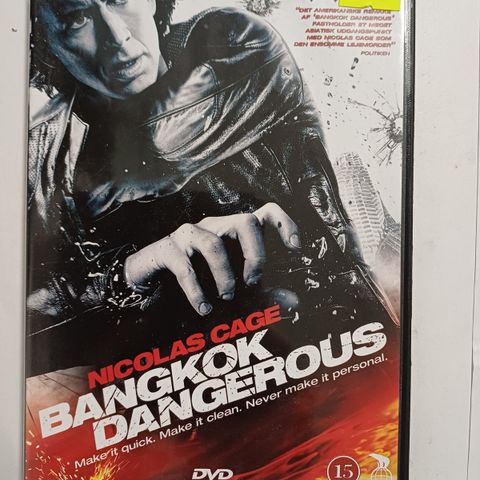 "DET AMERIKANSKE REMAKE
AF 'BANGKOK DANGEROUS'
FASTHOLDER ET MEGET
ASIATISK UDGANGSPUNKT
MED NICOLAS CAGE SOM
DEN ENSOMME LEJEMORDER"
POLITIKEN
NICOLAS CAGE
BANGKOK
DANGEROUS
Make it quick. Make it clean. Never make it personal.
DVD
15